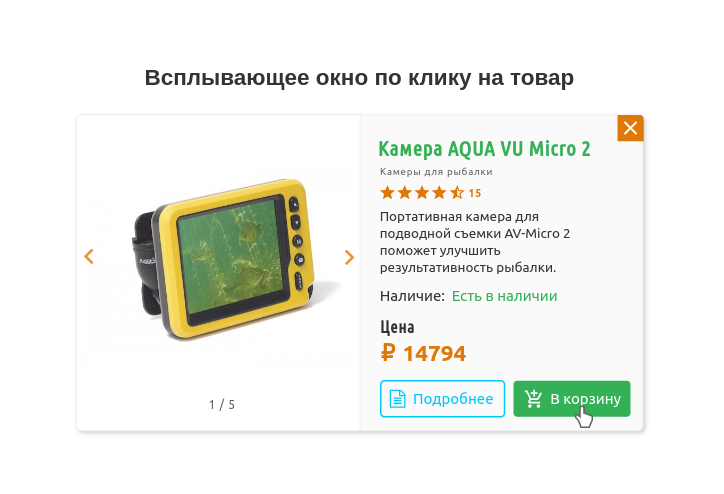 Всплывающее окно по клику на товар
Камера AQUA VU Micro 2
Камеры для рыбалки
15
Портативная камера для
подводной съемки AV-Micro 2
поможет улучшить
результативность рыбалки.
Наличие: Есть в наличии
Цена
₽ 14794
1 / 5
Подробнее
В корзину